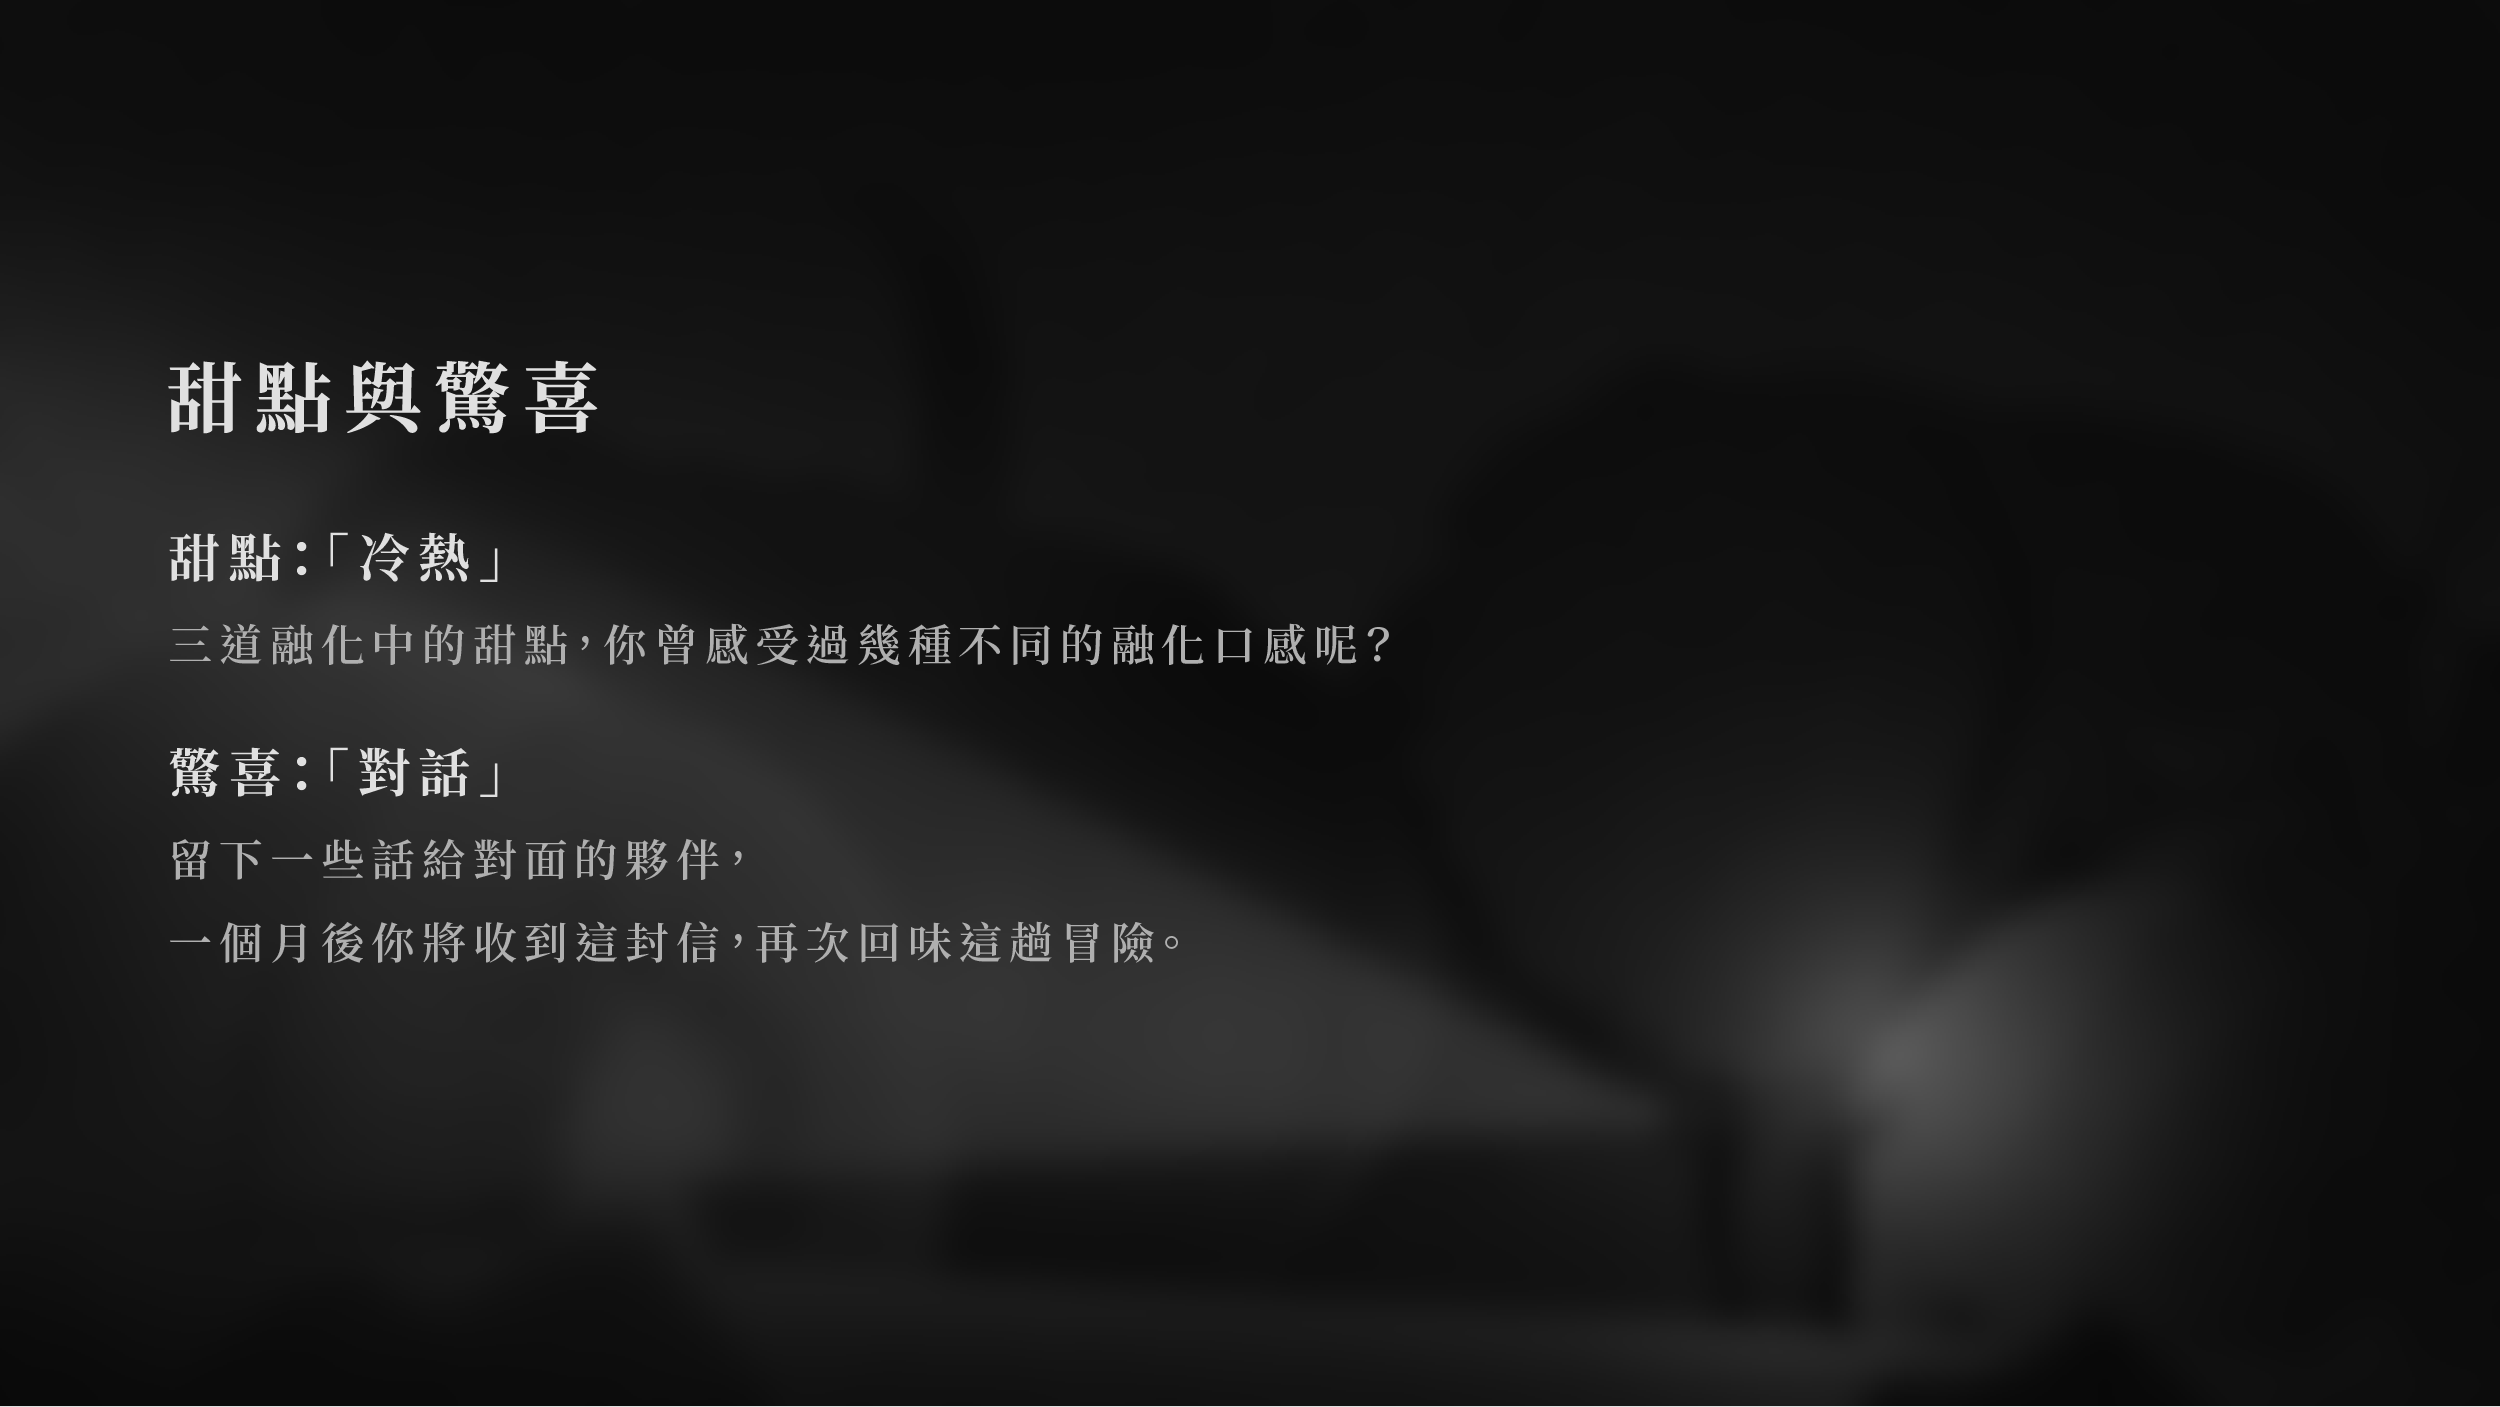 甜點與驚喜
甜點：「冷熱」
三道融化中的甜點，你曾感受過幾種不同的融化口感呢？
驚喜：「對話」
留下一些話給對面的夥伴，
一個月後你將收到這封信，再次回味這趟冒險。